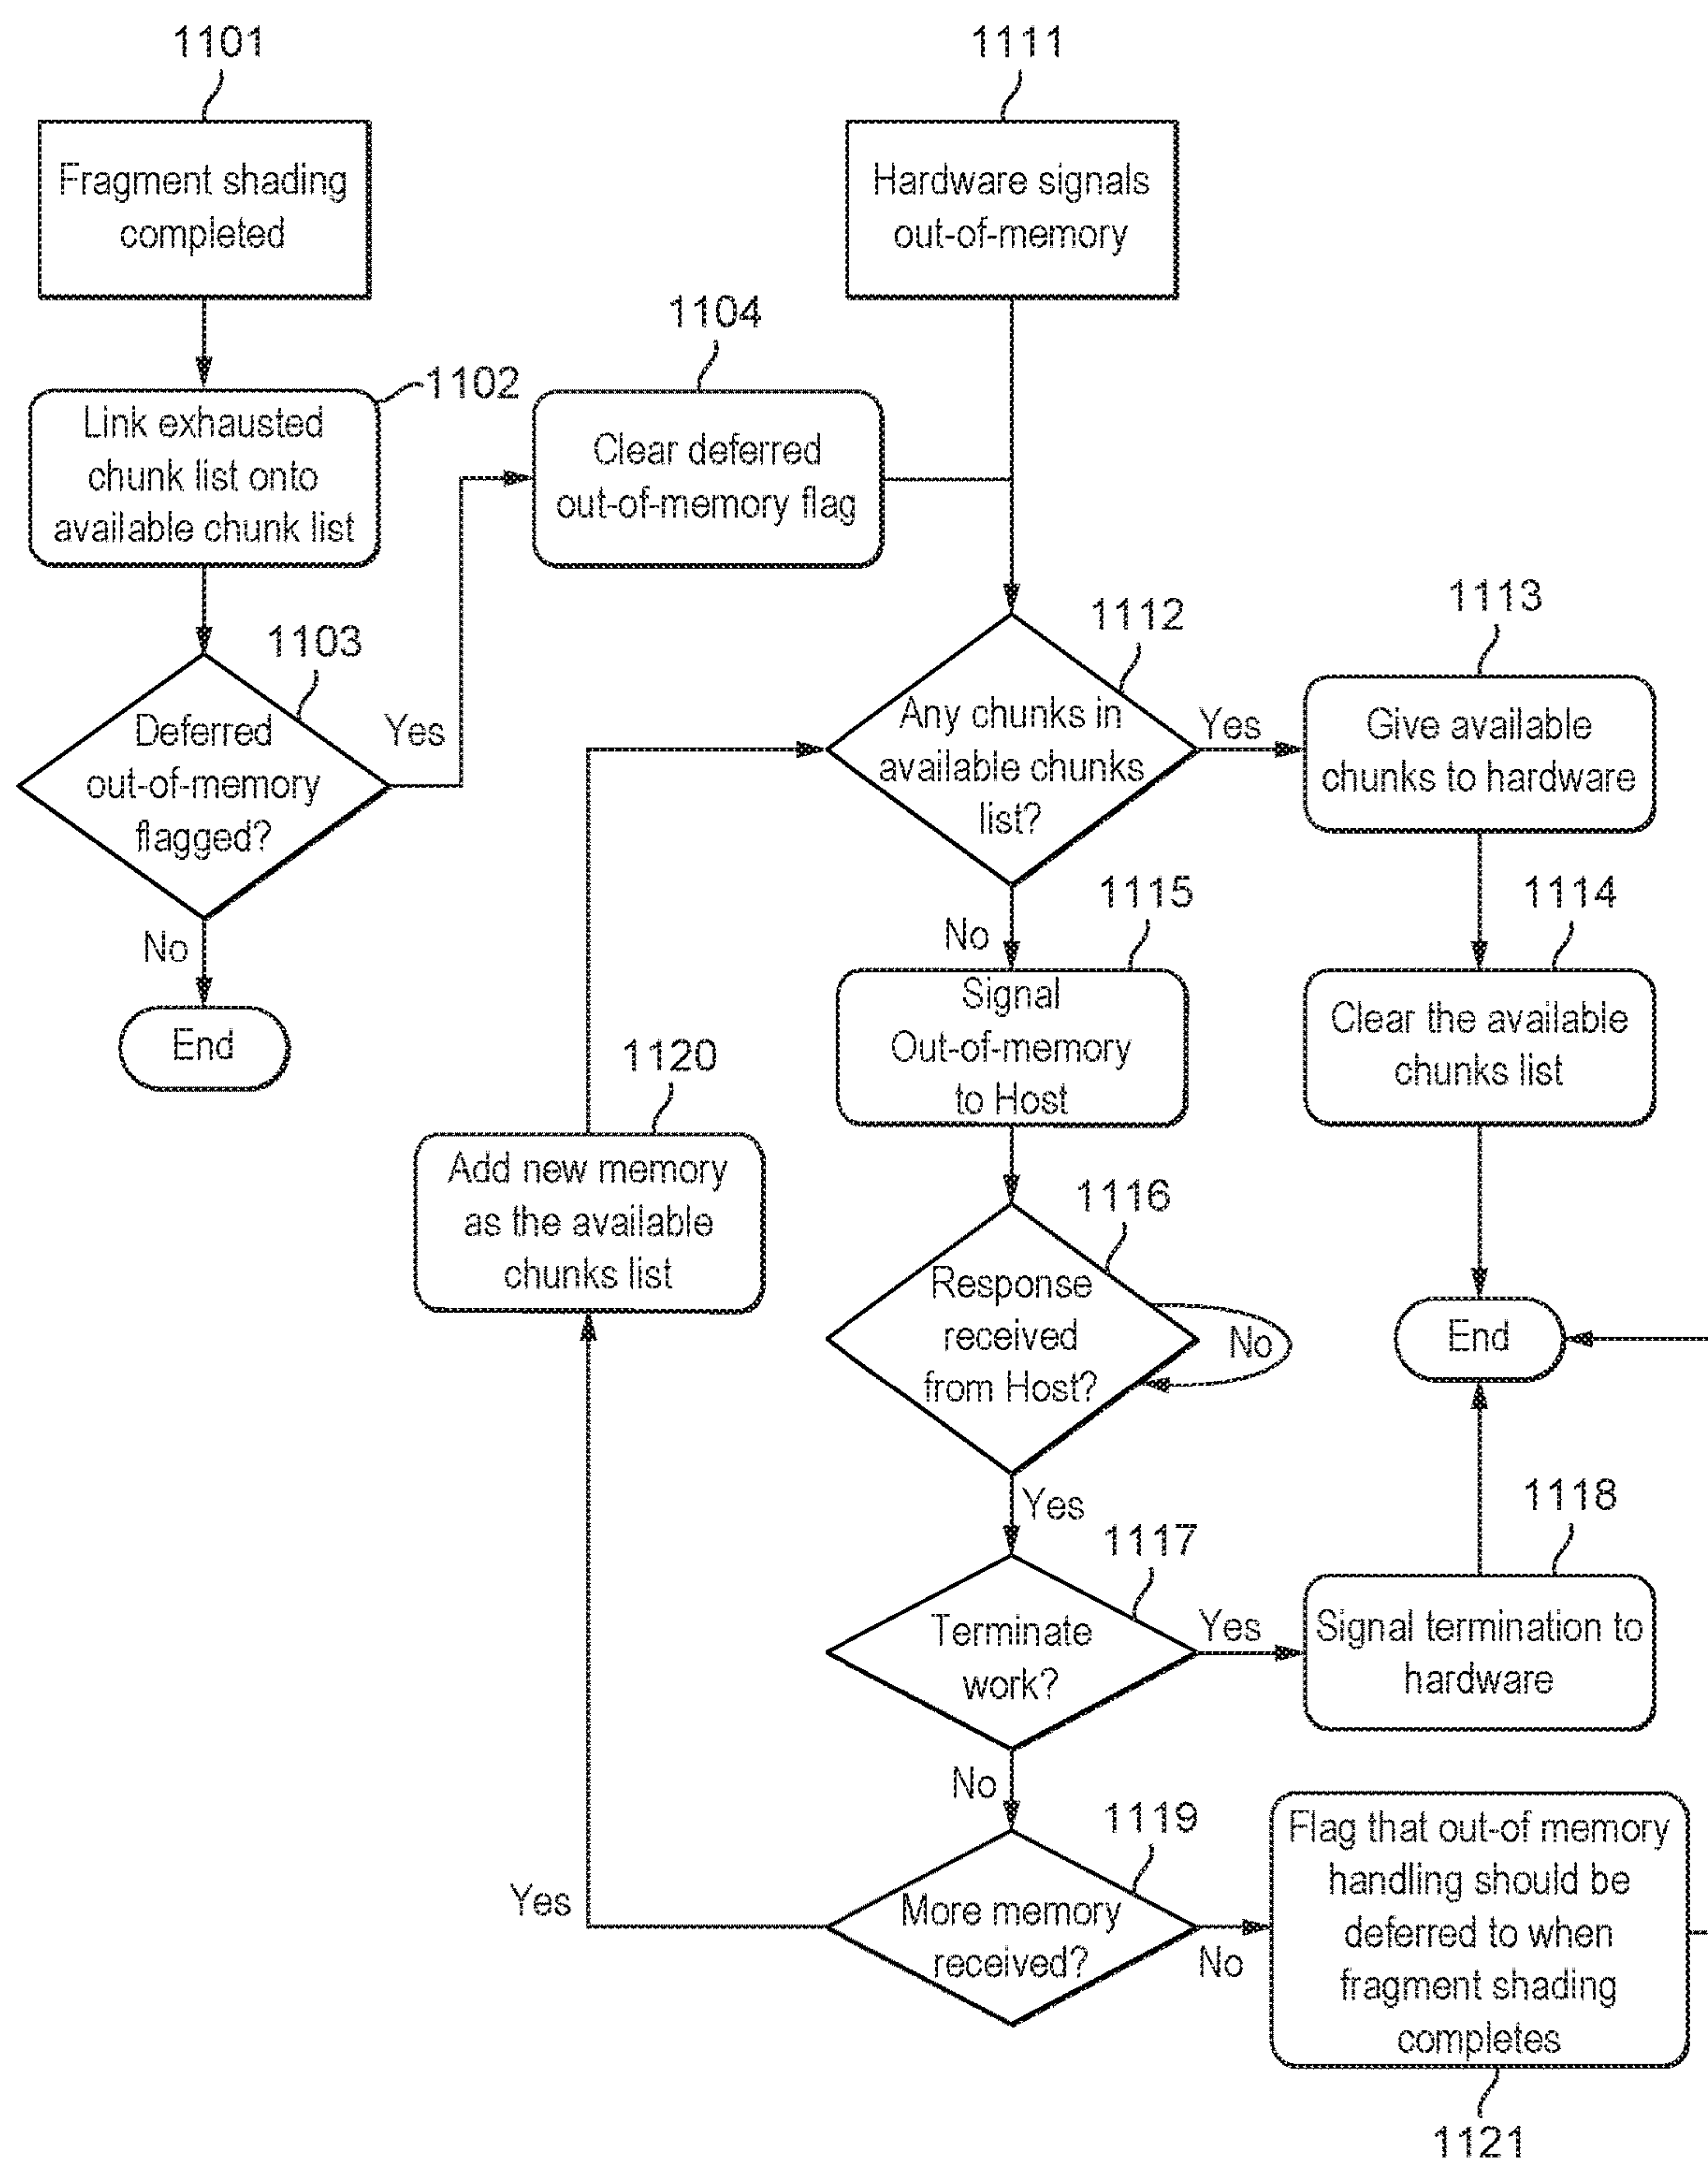 1101
1111
Fragment shading
completed
Hardware signals
out-of-memory
1104
1102
Link exhausted
chunk list onto
available chunk list
Clear deferred
out-of-memory flag
1103
Deferred
out-of-memory
flagged?
Yes
No
End
1112
Any chunks in
available chunks
list?
Yes
No
1113
Give available
chunks to hardware
1114
Clear the available
chunks list
1115
Signal
Out-of-memory
to Host
1120
Add new memory
as the available
chunks list
1116
Response
received
from Host?
No
Yes
End
1117
Terminate
work?
Yes
No
1118
Signal termination to
hardware
1119
More memory
received?
Yes
No
Flag that out-of memory
handling should be
deferred to when
fragment shading
completes
1121